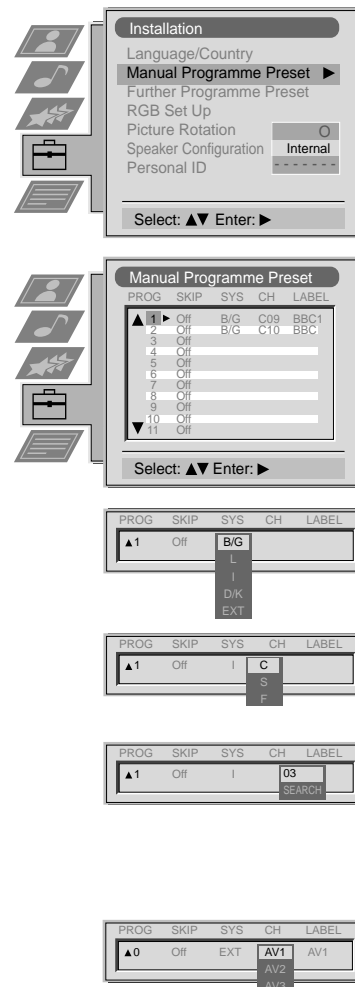 Installation
Language/Country
Manual Programme Preset ▶
Further Programme Preset
RGB Set Up
Picture Rotation O
Speaker Configuration Internal
Personal ID - - - - - - -
Select: ▲▼ Enter: ▶
Manual Programme Preset
PROG SKIP SYS CH LABEL
▲ 1 ▶ Off B/G C09 BBC1
2 Off B/G C10 BBC
3 Off
4 Off
5 Off
6 Off
7 Off
8 Off
9 Off
10 Off
▼ 11 Off
Select: ▲▼ Enter: ▶
PROG SKIP SYS CH LABEL
▲1 Off B/G
L
I
D/K
EXT
PROG SKIP SYS CH LABEL
▲1 Off I C
S
F
PROG SKIP SYS CH LABEL
▲1 Off I 03
SEARCH
PROG SKIP SYS CH LABEL
▲0 Off EXT AV1 AV1
AV2
AV3